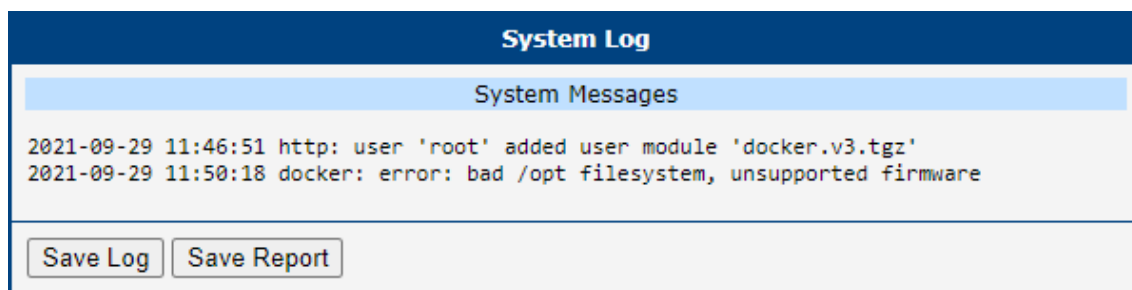 System Log
System Messages
2021-09-29 11:46:51 http: user 'root' added user module 'docker.v3.tgz'
2021-09-29 11:50:18 docker: error: bad /opt filesystem, unsupported firmware
Save Log Save Report